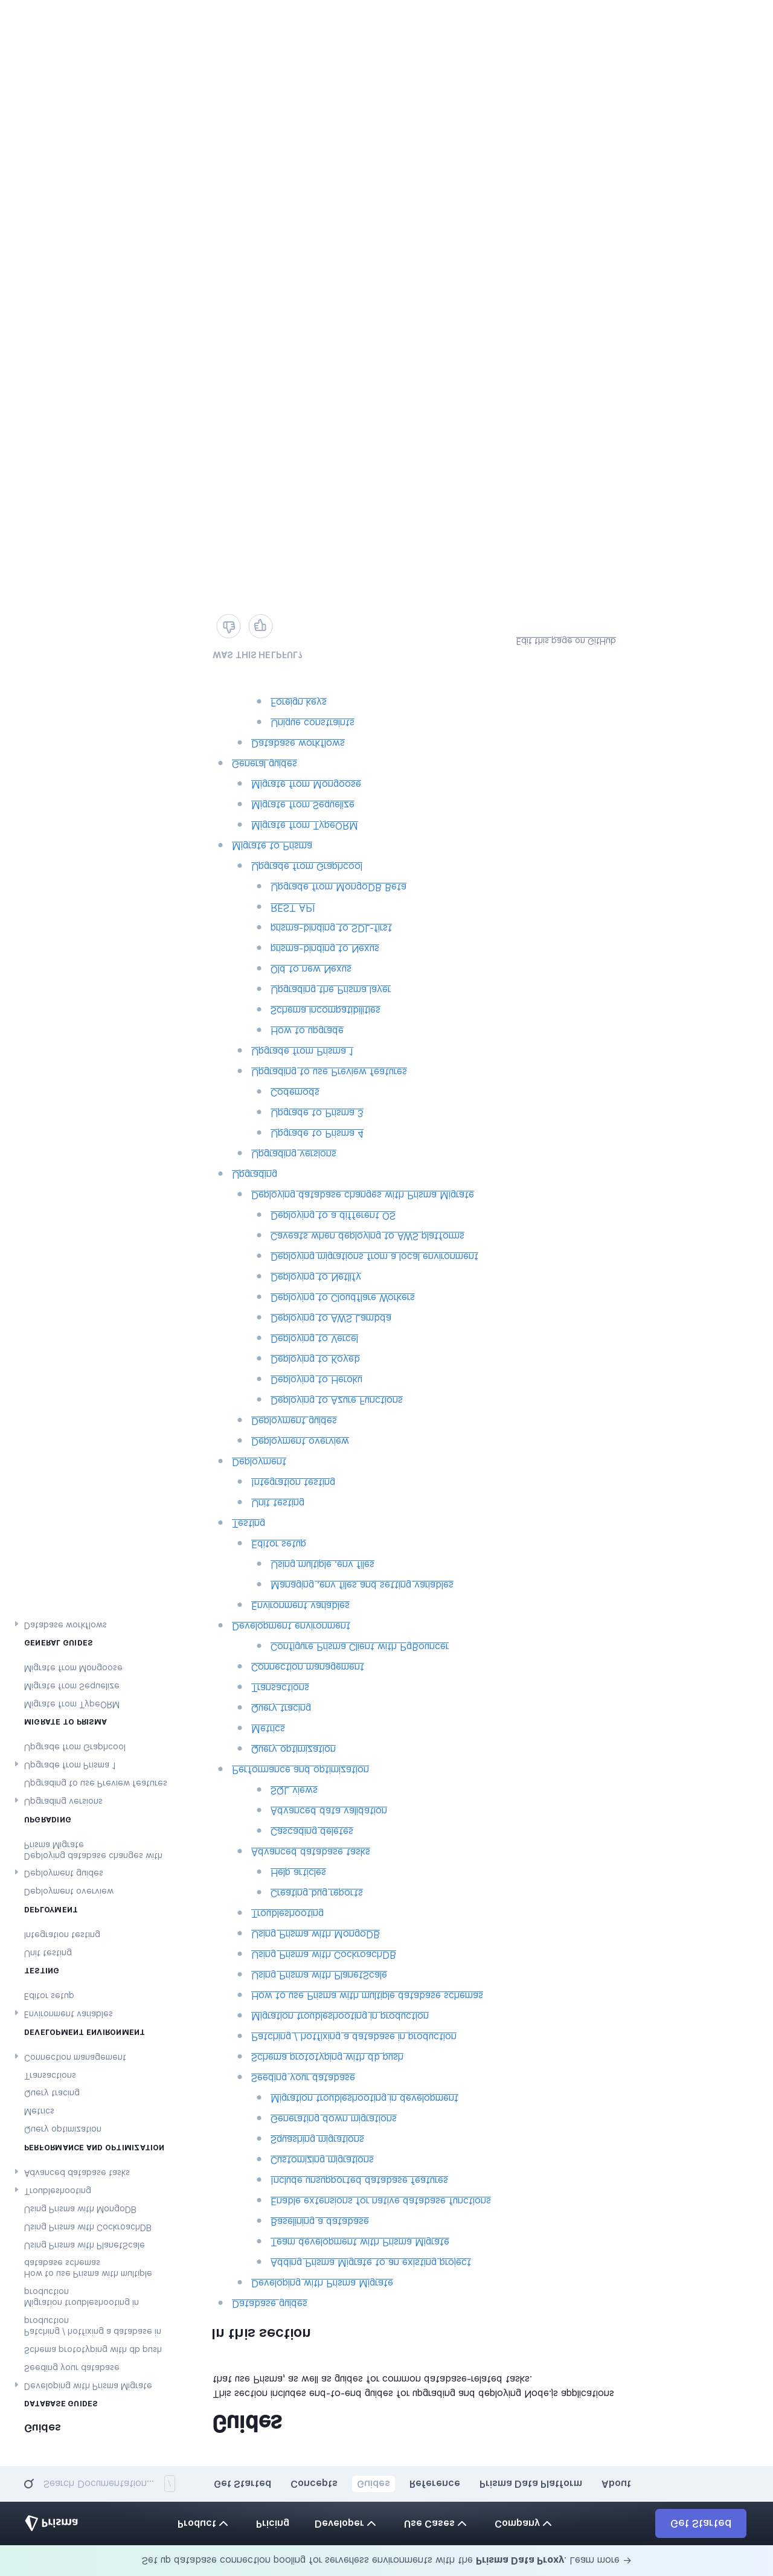 Set up database connection pooling for serverless environments with the Prisma Data Proxy. Learn more →
Prisma
Product
Pricing
Developer
Use Cases
Company
Get Started
Search Documentation... /
Get Started
Concepts
Guides
Reference
Prisma Data Platform
About
Guides
DATABASE GUIDES
Developing with Prisma Migrate
Seeding your database
Schema prototyping with db push
Patching / hotfixing a database in
production
Migration troubleshooting in
production
How to use Prisma with multiple
database schemas
Using Prisma with PlanetScale
Using Prisma with CockroachDB
Using Prisma with MongoDB
Troubleshooting
Advanced database tasks
PERFORMANCE AND OPTIMIZATION
Query optimization
Metrics
Query tracing
Transactions
Connection management
DEVELOPMENT ENVIRONMENT
Environment variables
Editor setup
TESTING
Unit testing
Integration testing
DEPLOYMENT
Deployment overview
Deployment guides
Deploying database changes with
Prisma Migrate
UPGRADING
Upgrading versions
Upgrading to use Preview features
Upgrade from Prisma 1
Upgrade from Graphcool
MIGRATE TO PRISMA
Migrate from TypeORM
Migrate from Sequelize
Migrate from Mongoose
GENERAL GUIDES
Database workflows
Guides
This section includes end-to-end guides for upgrading and deploying Node.js applications
that use Prisma, as well as guides for common database-related tasks.
In this section
Database guides
Developing with Prisma Migrate
Adding Prisma Migrate to an existing project
Team development with Prisma Migrate
Baselining a database
Enable extensions for native database functions
Include unsupported database features
Customizing migrations
Squashing migrations
Generating down migrations
Migration troubleshooting in development
Seeding your database
Schema prototyping with db push
Patching / hotfixing a database in production
Migration troubleshooting in production
How to use Prisma with multiple database schemas
Using Prisma with PlanetScale
Using Prisma with CockroachDB
Using Prisma with MongoDB
Troubleshooting
Creating bug reports
Help articles
Advanced database tasks
Cascading deletes
Advanced data validation
SQL views
Performance and optimization
Query optimization
Metrics
Query tracing
Transactions
Connection management
Configure Prisma Client with PgBouncer
Development environment
Environment variables
Managing .env files and setting variables
Using multiple .env files
Editor setup
Testing
Unit testing
Integration testing
Deployment
Deployment overview
Deployment guides
Deploying to Azure Functions
Deploying to Heroku
Deploying to Koyeb
Deploying to Vercel
Deploying to AWS Lambda
Deploying to Cloudflare Workers
Deploying to Netlify
Deploying migrations from a local environment
Caveats when deploying to AWS platforms
Deploying to a different OS
Deploying database changes with Prisma Migrate
Upgrading
Upgrading versions
Upgrade to Prisma 4
Upgrade to Prisma 3
Codemods
Upgrading to use Preview features
Upgrade from Prisma 1
How to upgrade
Schema incompatibilities
Upgrading the Prisma layer
Old to new Nexus
prisma-binding to Nexus
prisma-binding to SDL-first
REST API
Upgrade from MongoDB Beta
Upgrade from Graphcool
Migrate to Prisma
Migrate from TypeORM
Migrate from Sequelize
Migrate from Mongoose
General guides
Database workflows
Unique constraints
Foreign keys
WAS THIS HELPFUL?
Edit this page on GitHub